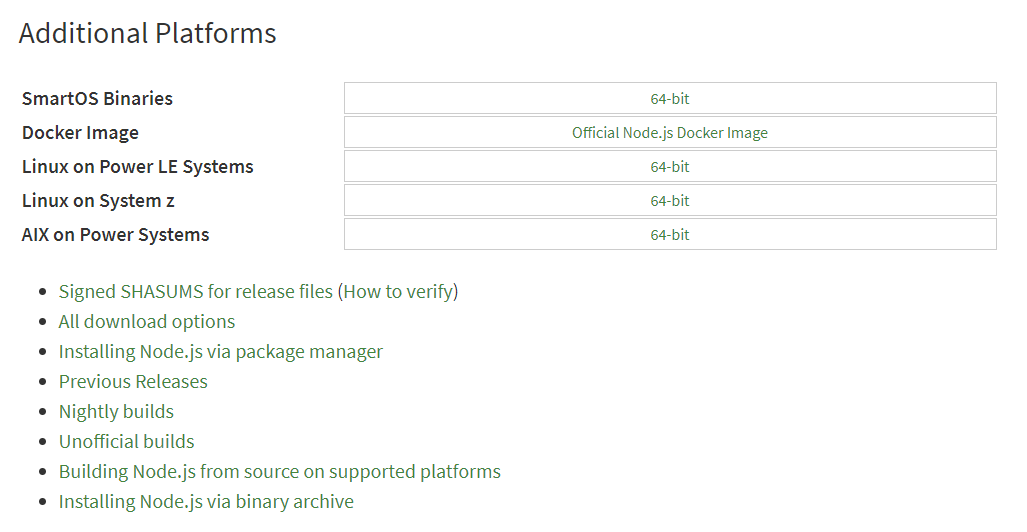 Additional Platforms
SmartOS Binaries 64-bit
Docker Image Official Node.js Docker Image
Linux on Power LE Systems 64-bit
Linux on System z 64-bit
AIX on Power Systems 64-bit
Signed SHASUMS for release files (How to verify)
All download options
Installing Node.js via package manager
Previous Releases
Nightly builds
Unofficial builds
Building Node.js from source on supported platforms
Installing Node.js via binary archive